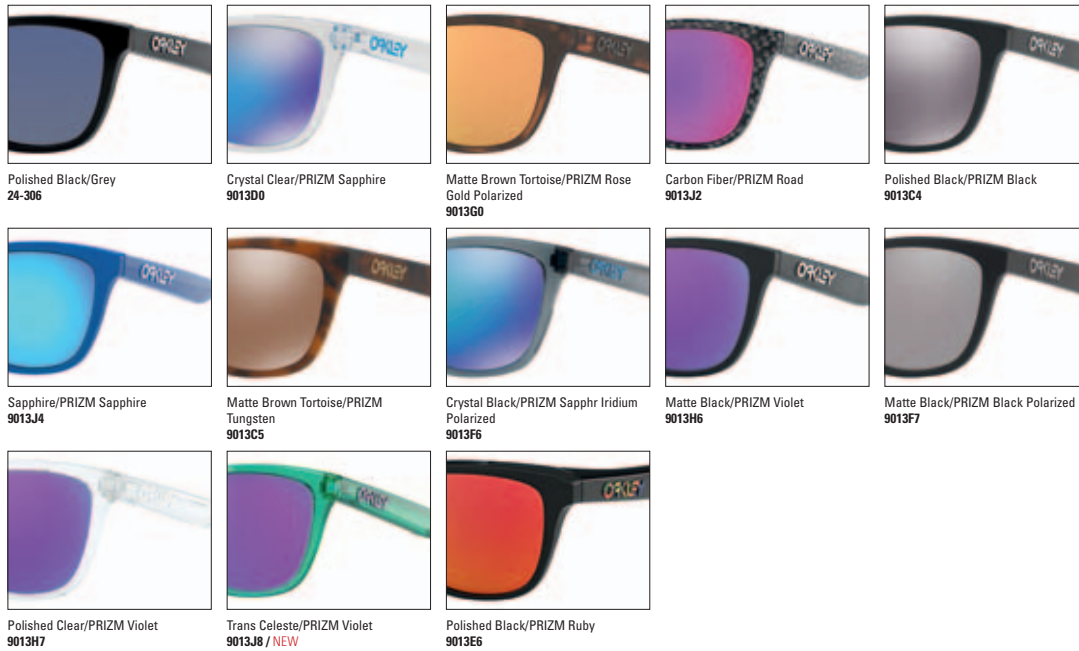 OAKLEY
OAKLEY
OAKLEY
OAKLEY
OAKLEY
Polished Black/Grey
24-306
Crystal Clear/PRIZM Sapphire
9013D0
Matte Brown Tortoise/PRIZM Rose
Gold Polarized
9013G0
Carbon Fiber/PRIZM Road
9013J2
Polished Black/PRIZM Black
9013C4
OAKLEY
OAKLEY
OAKLEY
OAKLEY
OAKLEY
Sapphire/PRIZM Sapphire
9013J4
Matte Brown Tortoise/PRIZM
Tungsten
9013C5
Crystal Black/PRIZM Sapphr Iridium
Polarized
9013F6
Matte Black/PRIZM Violet
9013H6
Matte Black/PRIZM Black Polarized
9013F7
OAKLEY
OAKLEY
Polished Clear/PRIZM Violet
9013H7
Trans Celeste/PRIZM Violet
9013J8 / NEW
Polished Black/PRIZM Ruby
9013E6